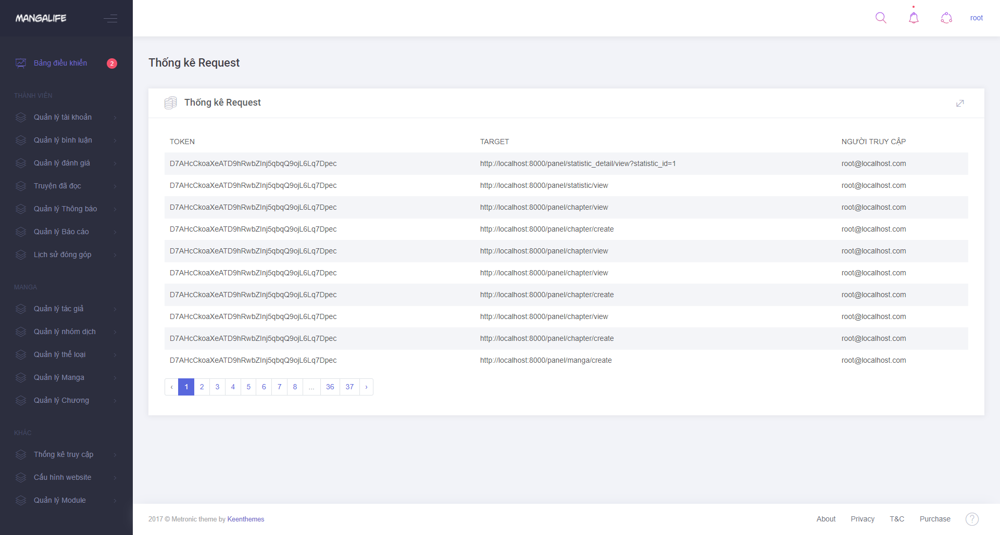 MANGALIFE
root
Bảng điều khiển
2
THÀNH VIÊN
Quản lý tài khoản
Quản lý bình luận
Quản lý đánh giá
Truyện đã đọc
Quản lý Thông báo
Quản lý Báo cáo
Lịch sử đóng góp
MANGA
Quản lý tác giả
Quản lý nhóm dịch
Quản lý thể loại
Quản lý Manga
Quản lý Chương
KHÁC
Thống kê truy cập
Cấu hình website
Quản lý Module
Thống kê Request
Thống kê Request
TOKEN TARGET NGƯỜI TRUY CẬP
D7AHcCkoaXeATD9hRwbZInj5qbqQ9ojL6Lq7Dpec http://localhost:8000/panel/statistic_detail/view?statistic_id=1 root@localhost.com
D7AHcCkoaXeATD9hRwbZInj5qbqQ9ojL6Lq7Dpec http://localhost:8000/panel/statistic/view root@localhost.com
D7AHcCkoaXeATD9hRwbZInj5qbqQ9ojL6Lq7Dpec http://localhost:8000/panel/chapter/view root@localhost.com
D7AHcCkoaXeATD9hRwbZInj5qbqQ9ojL6Lq7Dpec http://localhost:8000/panel/chapter/create root@localhost.com
D7AHcCkoaXeATD9hRwbZInj5qbqQ9ojL6Lq7Dpec http://localhost:8000/panel/chapter/view root@localhost.com
D7AHcCkoaXeATD9hRwbZInj5qbqQ9ojL6Lq7Dpec http://localhost:8000/panel/chapter/view root@localhost.com
D7AHcCkoaXeATD9hRwbZInj5qbqQ9ojL6Lq7Dpec http://localhost:8000/panel/chapter/create root@localhost.com
D7AHcCkoaXeATD9hRwbZInj5qbqQ9ojL6Lq7Dpec http://localhost:8000/panel/chapter/view root@localhost.com
D7AHcCkoaXeATD9hRwbZInj5qbqQ9ojL6Lq7Dpec http://localhost:8000/panel/chapter/create root@localhost.com
D7AHcCkoaXeATD9hRwbZInj5qbqQ9ojL6Lq7Dpec http://localhost:8000/panel/manga/create root@localhost.com
‹ 1 2 3 4 5 6 7 8 ... 36 37 ›
2017 © Metronic theme by Keenthemes
About Privacy T&C Purchase ?